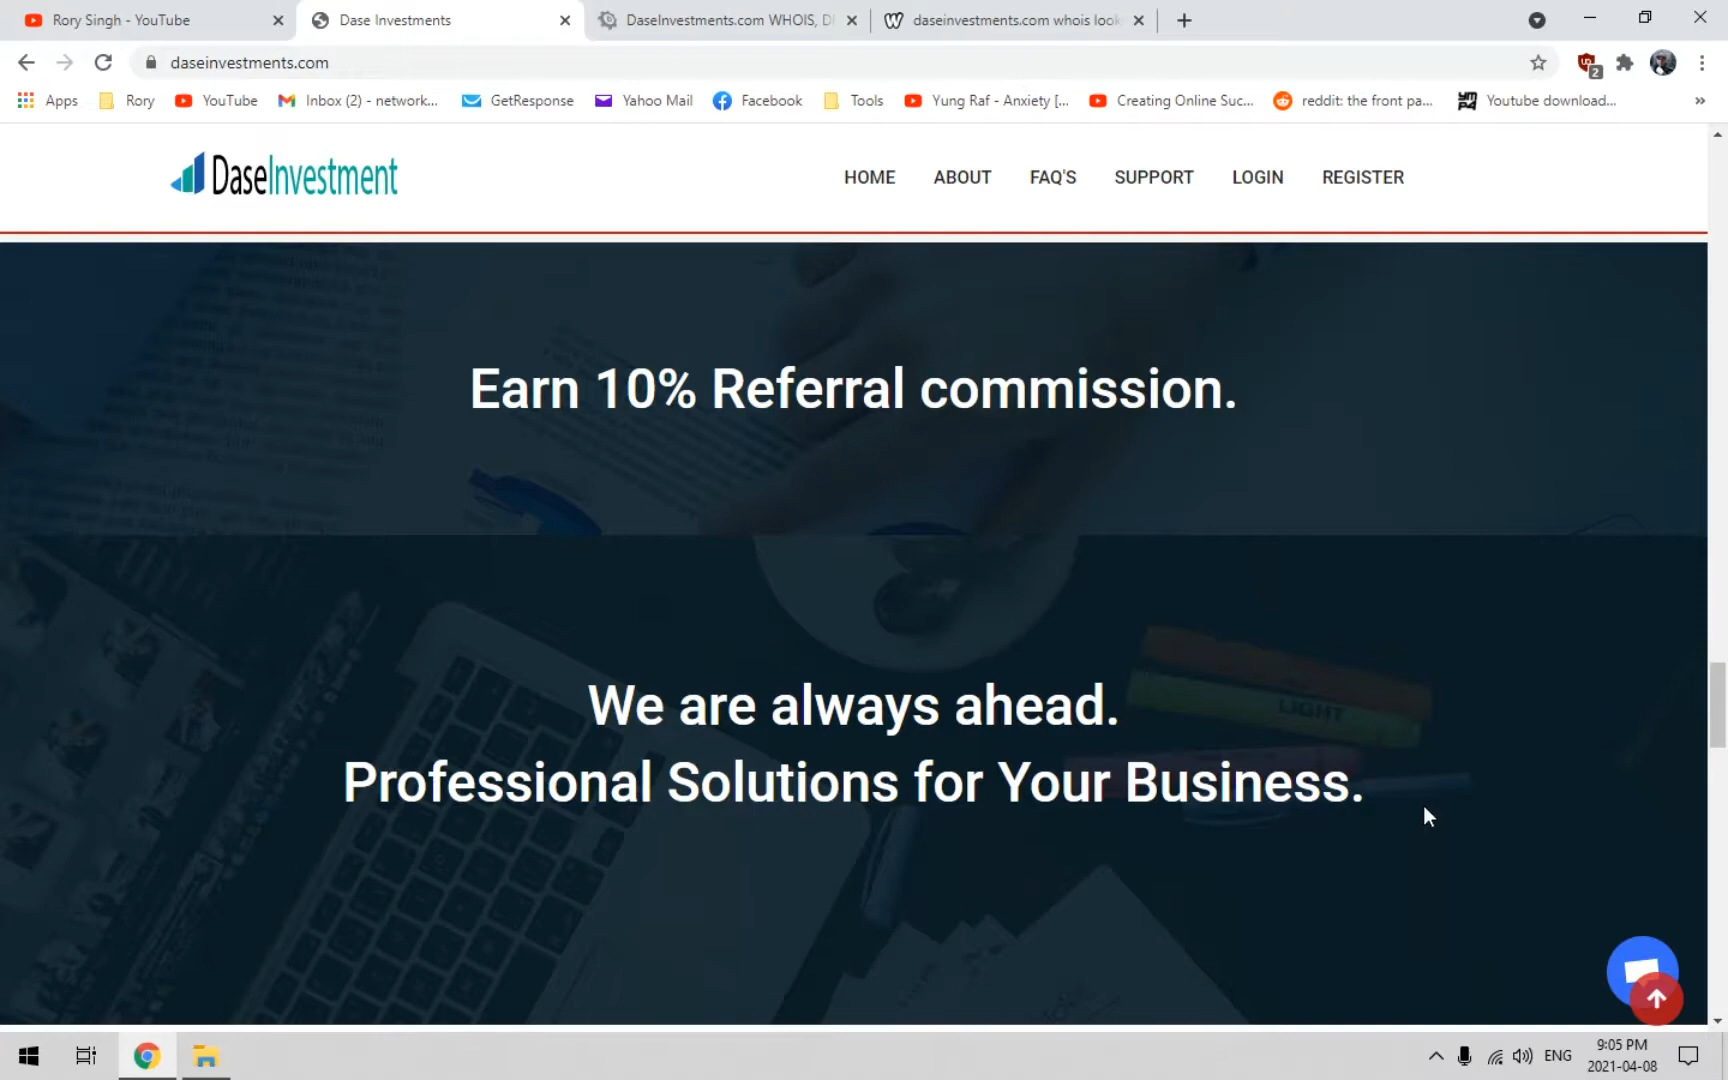 Rory Singh - YouTube
Dase Investments
DaseInvestments.com WHOIS, D
daseinvestments.com whois look
daseinvestments.com
2
Apps
Rory
YouTube
Inbox (2) - network...
GetResponse
Yahoo Mail
Facebook
Tools
Yung Raf - Anxiety [...
Creating Online Suc...
reddit: the front pa...
Youtube download...
»
DaseInvestment
HOME
ABOUT
FAQ'S
SUPPORT
LOGIN
REGISTER
Earn 10% Referral commission.
LIGHT
We are always ahead.
Professional Solutions for Your Business.
ENG
9:05 PM
2021-04-08